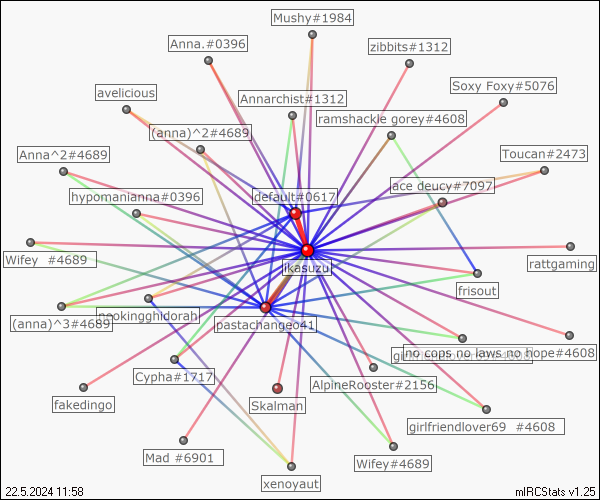 Mushy#1984
Anna.#0396
zibbits#1312
Soxy Foxy#5076
avelicious
Annarchist#1312
ramshackle gorey#4608
(anna)^2#4689
Anna^2#4689
Toucan#2473
ace deucy#7097
hypomanianna#0396
default#0617
Wifey #4689
ikasuzu
rattgaming
frisout
(anna)^3#4689
pookingghidorah
pastachangeo41
no cops no laws no hope#4608
Cypha#1717
AlpineRooster#2156
fakedingo
Skalman
girlfriendlover69 #4608
Mad #6901
Wifey#4689
xenoyaut
22.5.2024 11:58
mIRCStats v1.25